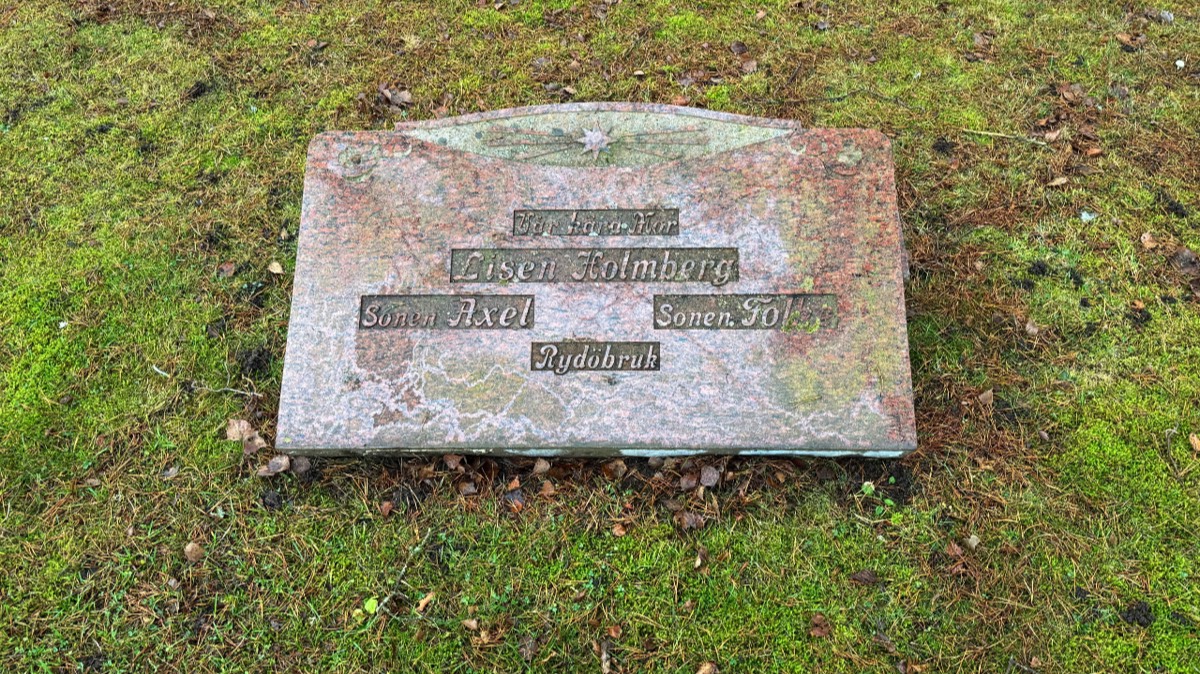 Vår kära Mor
Lisen Holmberg
Sonen Axel Sonen
Rydöbruk